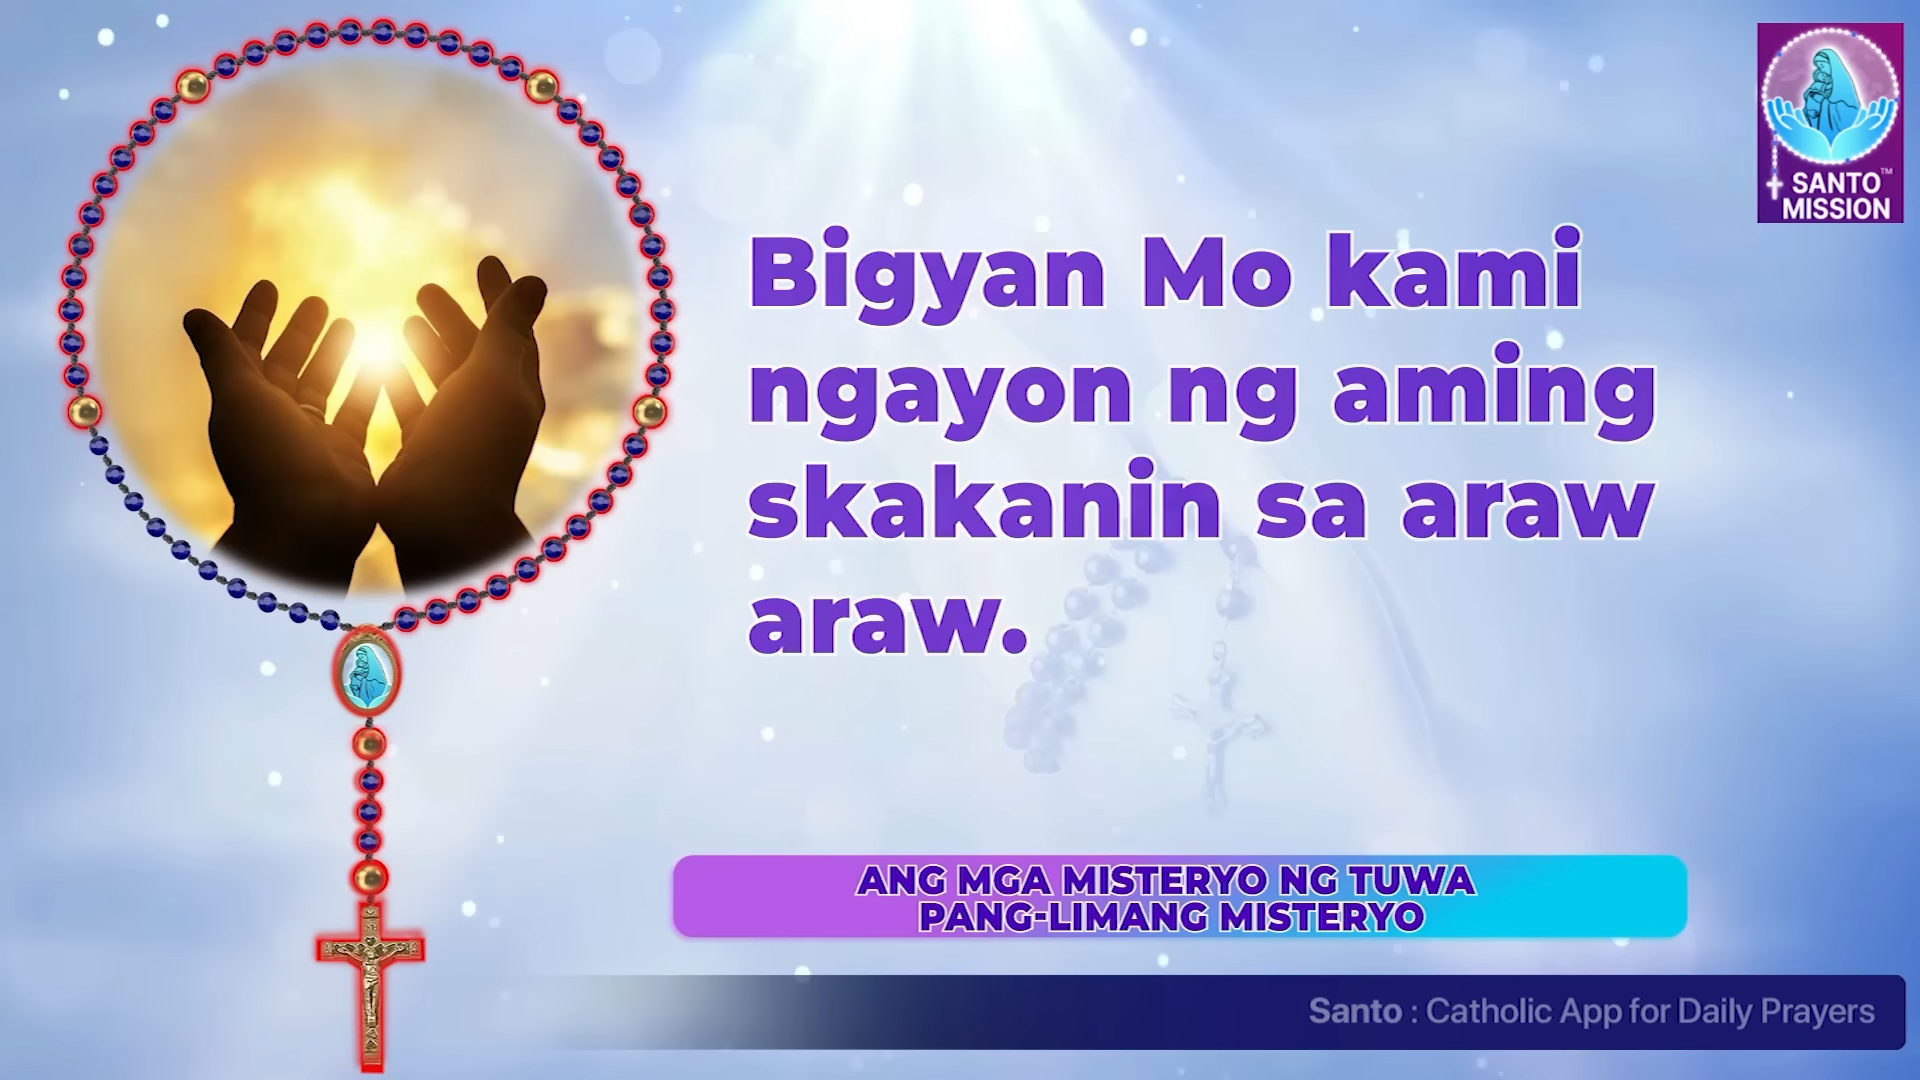 SANTO™
MISSION
Bigyan Mo kami
ngayon ng aming
skakanin sa araw
araw.
ANG MGA MISTERYO NG TUWA
PANG-LIMANG MISTERYO
Santo : Catholic App for Daily Prayers